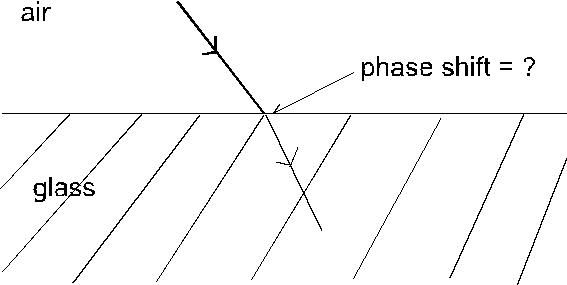 air
phase shift = ?
glass